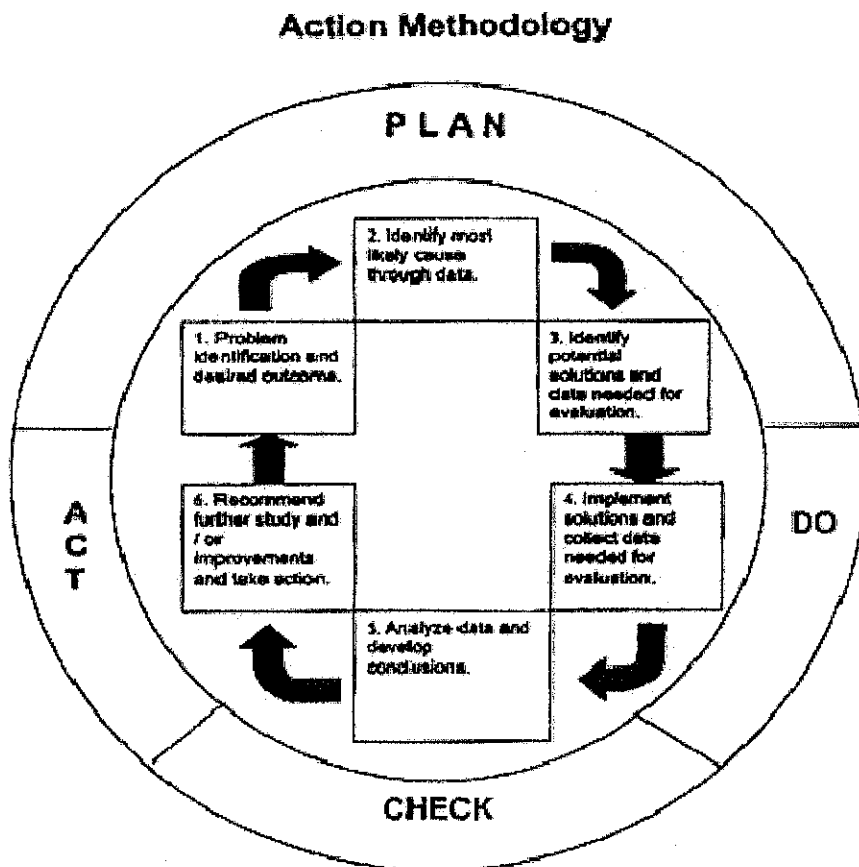 Action Methodology
PLAN
2. Identify most
likely cause
through data.
1. Problem
identification and
desired outcome.
3. Identify
potential
solutions and
data needed for
evaluation.
ACT
6. Recommend
further study and
/ or
improvements
and take action.
4. Implement
solutions and
collect data
needed for
evaluation.
DO
5. Analyze data and
develop
conclusions.
CHECK